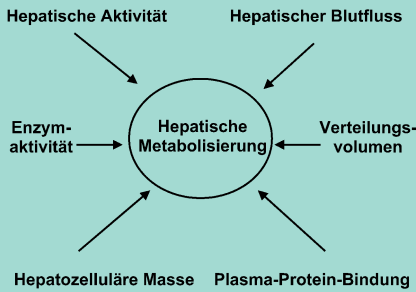 Hepatische Aktivität
Hepatischer Blutfluss
Enzym-
aktivität
Hepatische
Metabolisierung
Verteilungs-
volumen
Hepatozelluläre Masse
Plasma-Protein-Bindung